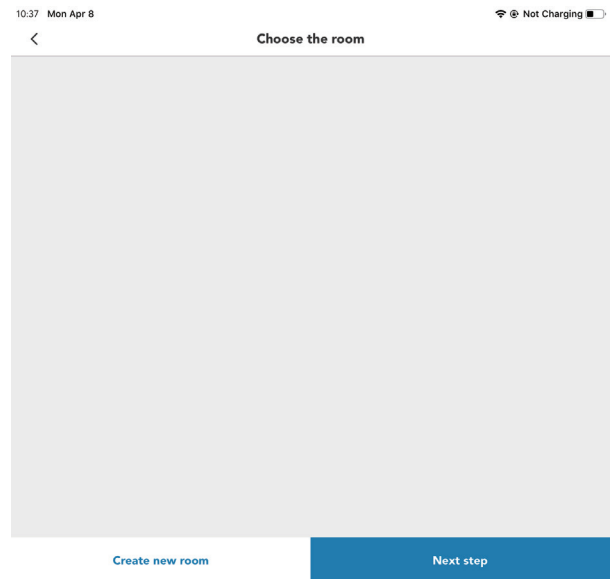 10:37 Mon Apr 8 Not Charging
Choose the room
Create new room Next step